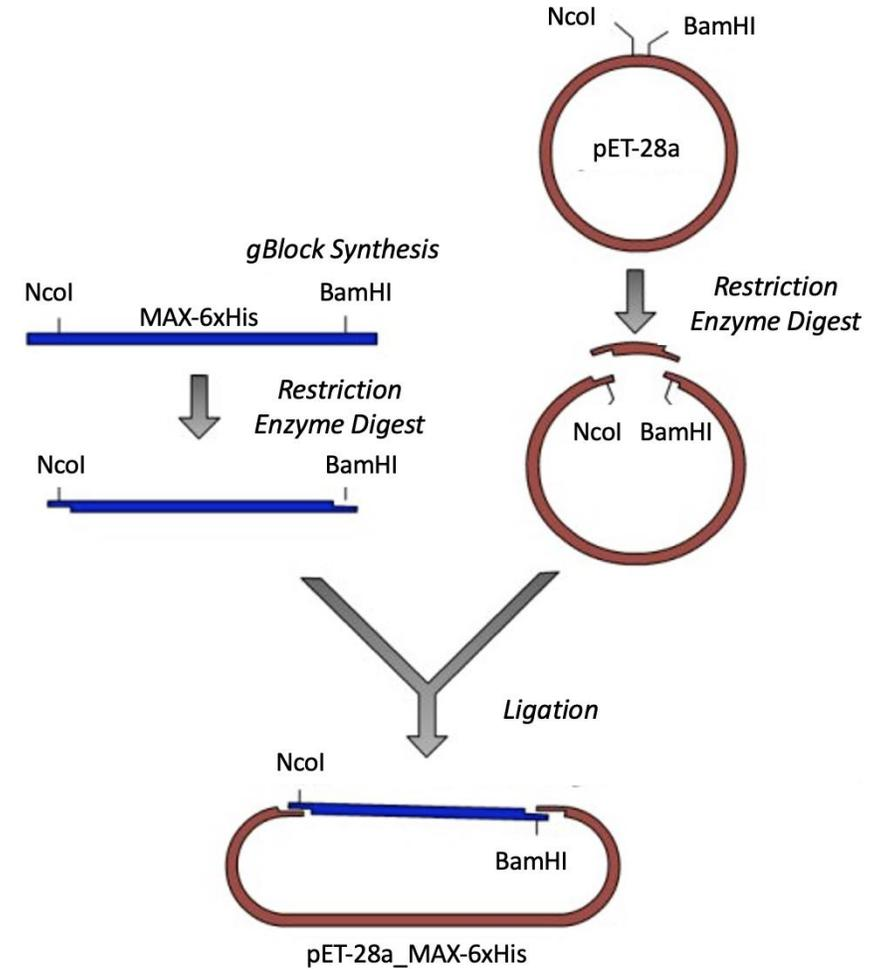 NcoI
BamHI
pET-28a
gBlock Synthesis
NcoI
BamHI
MAX-6xHis
Restriction
Enzyme Digest
Restriction
Enzyme Digest
NcoI
BamHI
NcoI
BamHI
Ligation
NcoI
BamHI
pET-28a_MAX-6xHis